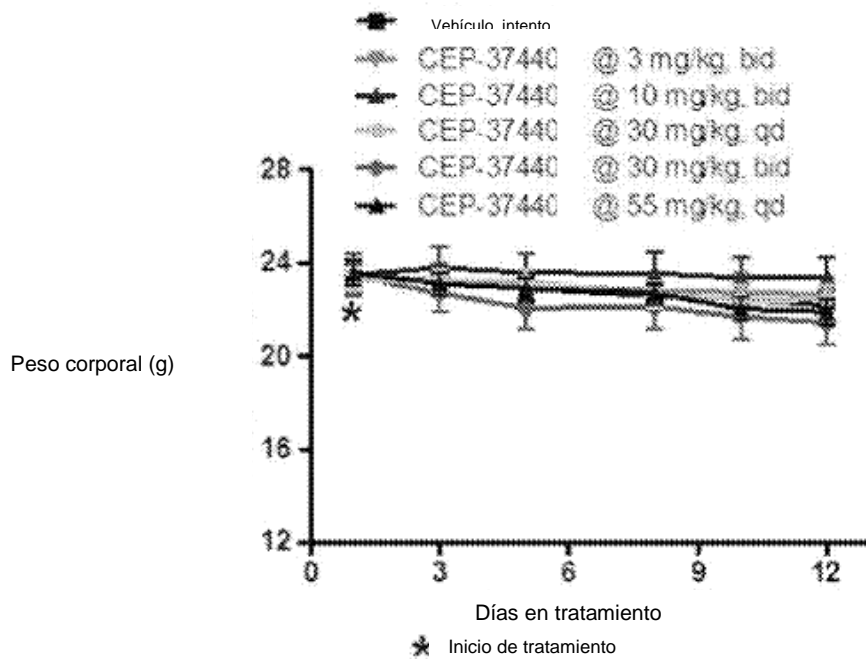 Vehículo, intento
CEP-37440 @ 3 mg/kg, bid
CEP-37440 @ 10 mg/kg, bid
CEP-37440 @ 30 mg/kg, qd
CEP-37440 @ 30 mg/kg, bid
CEP-37440 @ 55 mg/kg, qd
28
24
20
16
12
Peso corporal (g)
0 3 6 9 12
Días en tratamiento
* Inicio de tratamiento